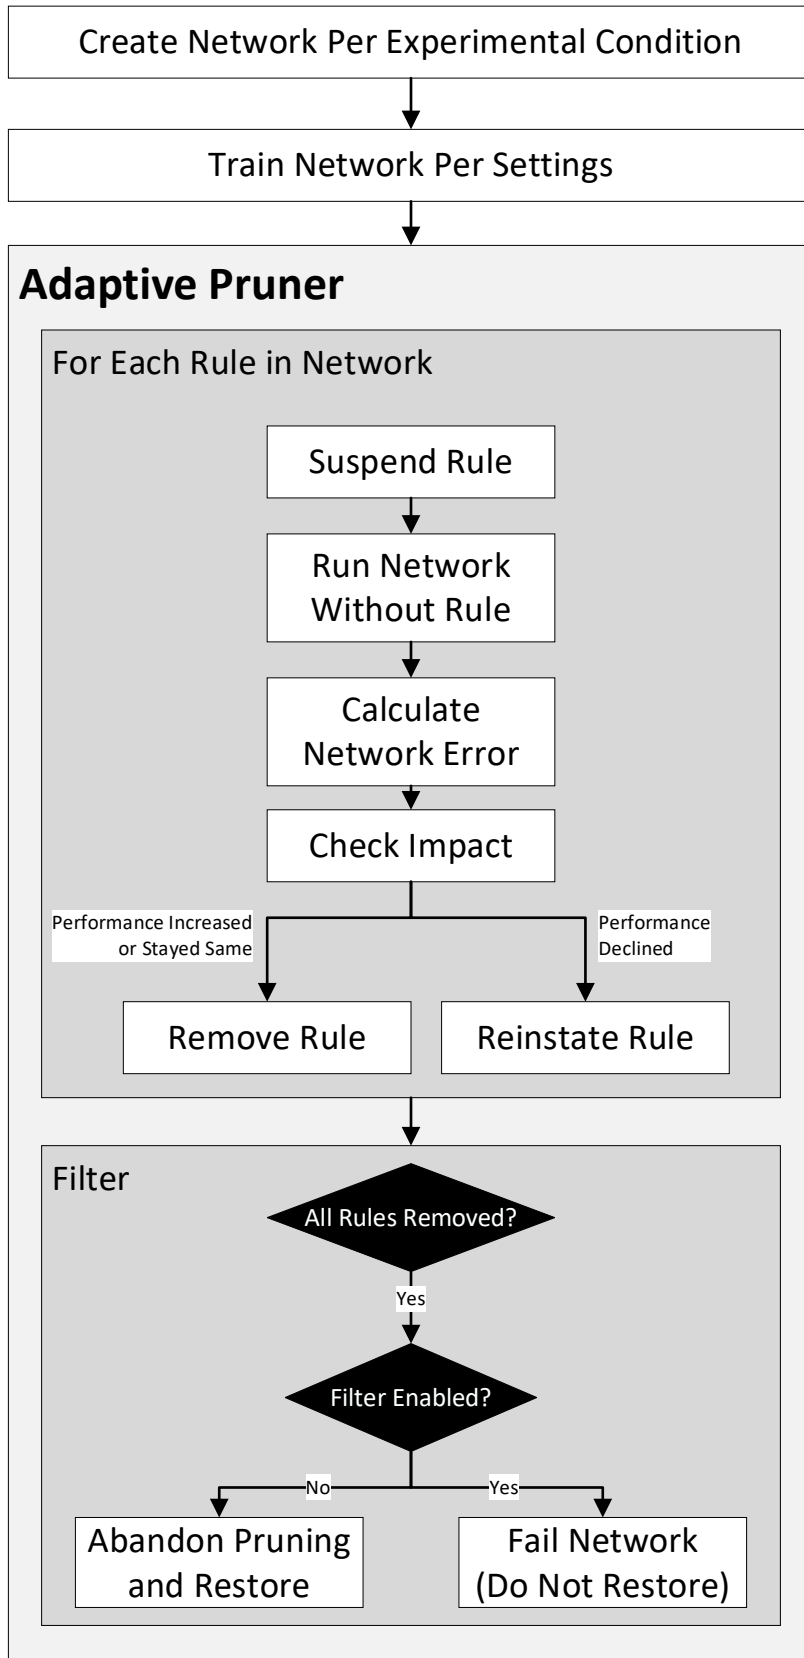 Create Network Per Experimental Condition
Train Network Per Settings
Adaptive Pruner
For Each Rule in Network
Suspend Rule
Run Network
Without Rule
Calculate
Network Error
Check Impact
Performance Increased
or Stayed Same
Performance
Declined
Remove Rule
Reinstate Rule
Filter
All Rules Removed?
Yes
Filter Enabled?
No
Yes
Abandon Pruning
and Restore
Fail Network
(Do Not Restore)